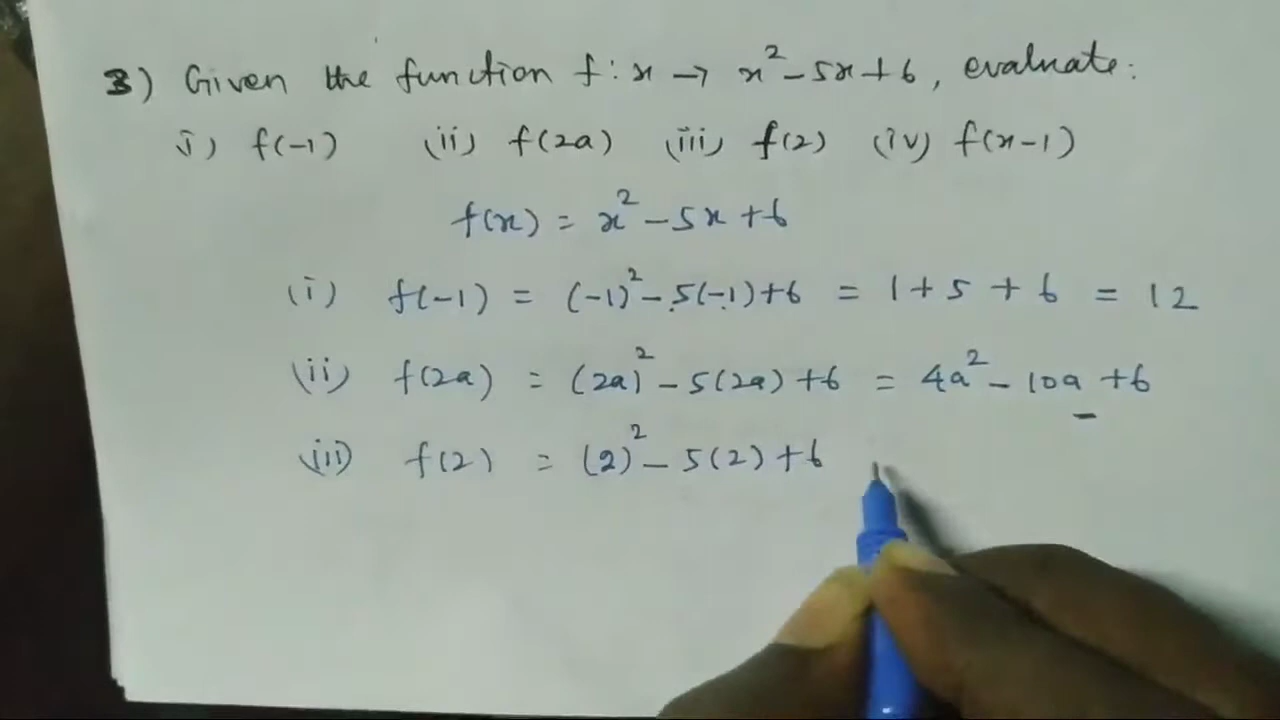 3) Given the function f : x → x² – 5x + 6, evaluate:
i) f(-1) (ii) f(2a) (iii) f(2) (iv) f(x-1)
f(x) = x² – 5x + 6
(i) f(-1) = (-1)² – 5(-1) + 6 = 1 + 5 + 6 = 12
(ii) f(2a) = (2a)² – 5(2a) + 6 = 4a² – 10a + 6
(iii) f(2) = (2)² – 5(2) + 6